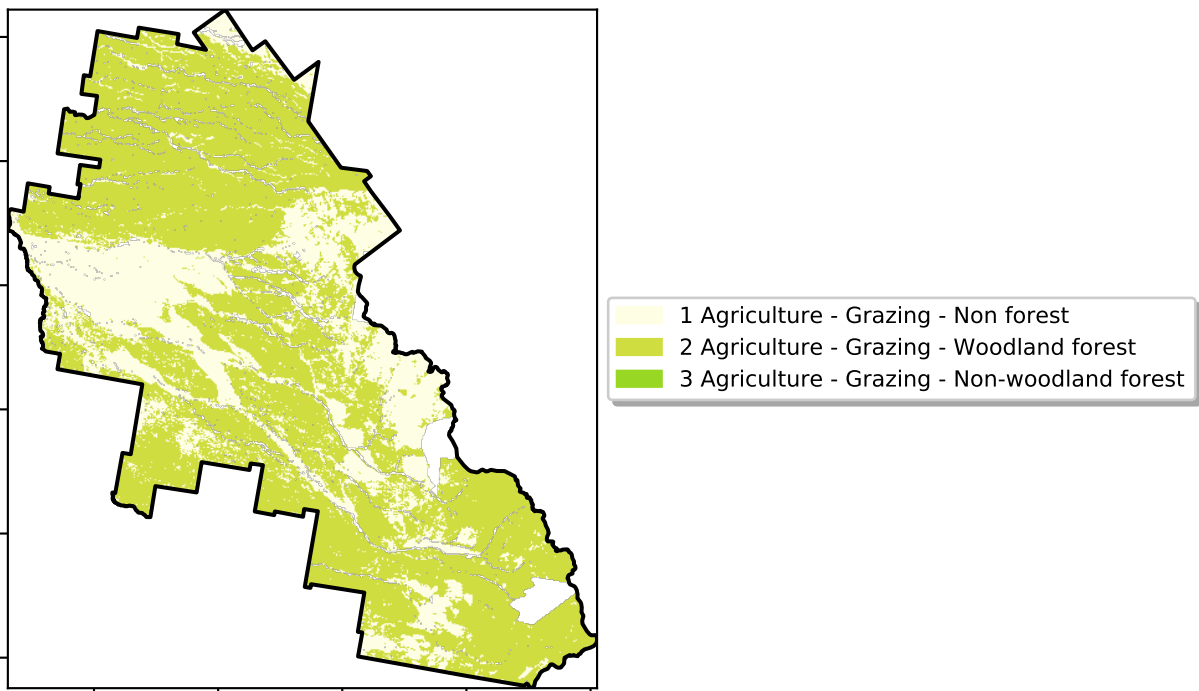 1 Agriculture - Grazing - Non forest
2 Agriculture - Grazing - Woodland forest
3 Agriculture - Grazing - Non-woodland forest